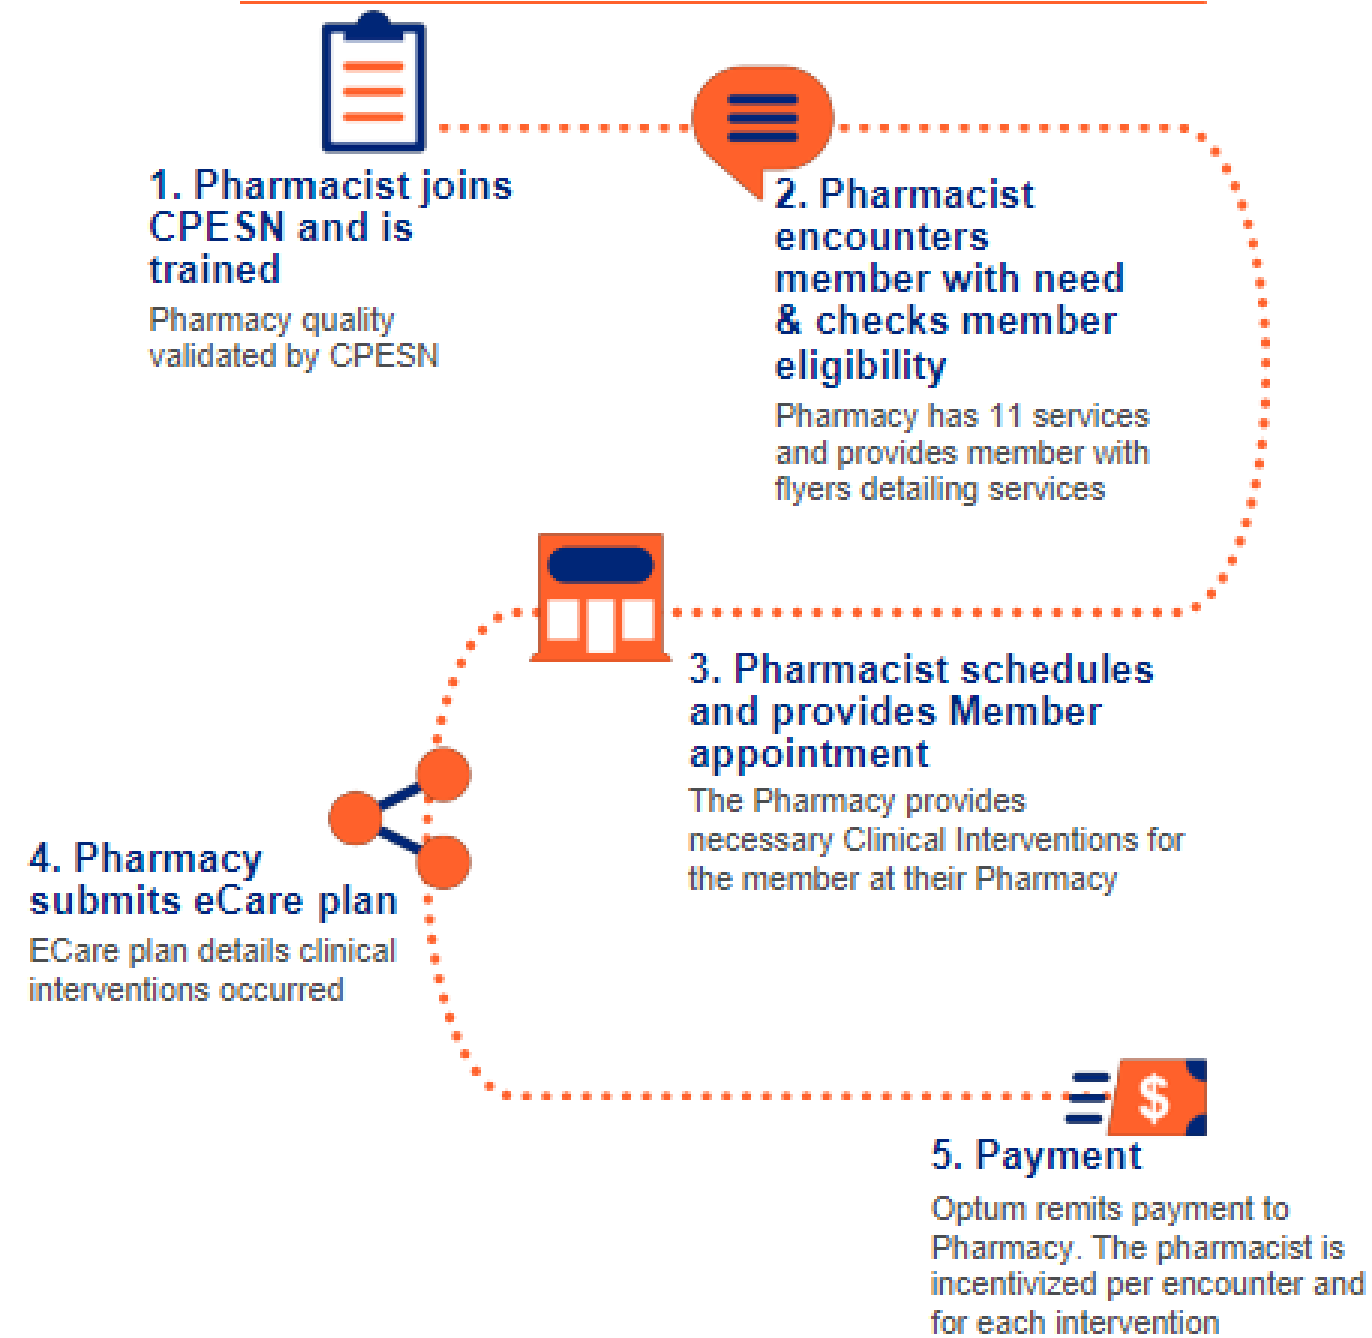 1. Pharmacist joins
CPESN and is
trained
Pharmacy quality
validated by CPESN
2. Pharmacist
encounters
member with need
& checks member
eligibility
Pharmacy has 11 services
and provides member with
flyers detailing services
3. Pharmacist schedules
and provides Member
appointment
The Pharmacy provides
necessary Clinical Interventions for
the member at their Pharmacy
4. Pharmacy
submits eCare plan
ECare plan details clinical
interventions occurred
$
5. Payment
Optum remits payment to
Pharmacy. The pharmacist is
incentivized per encounter and
for each intervention